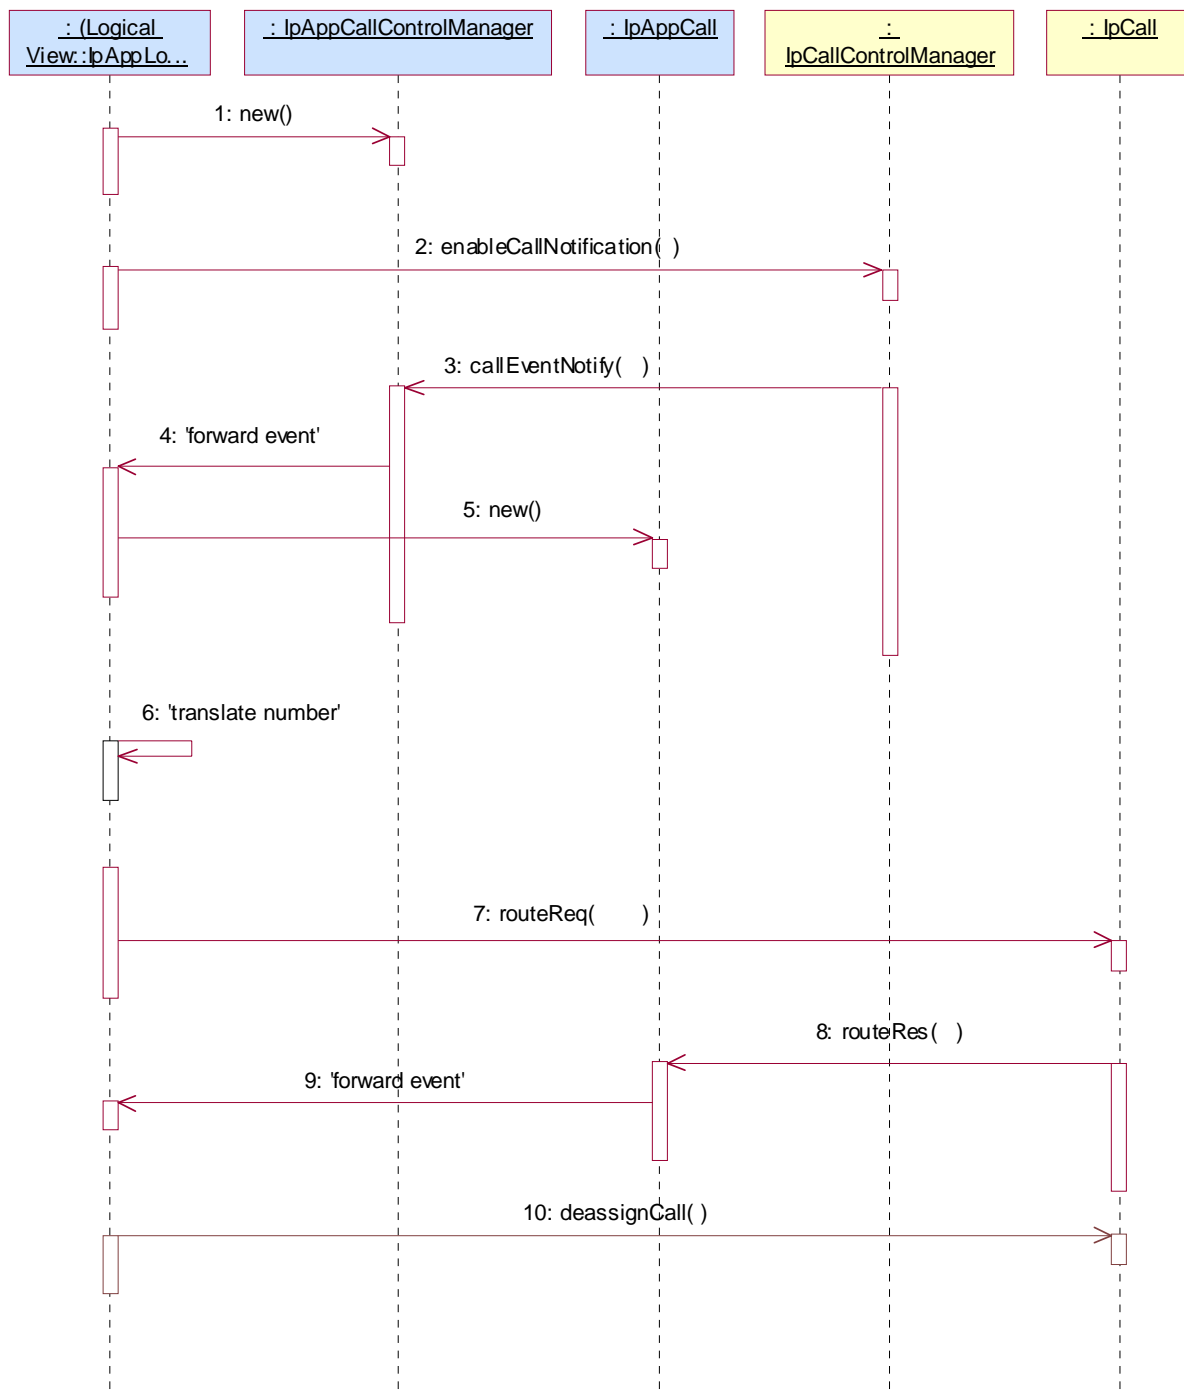 : (Logical
View::IpAppLo...
: IpAppCallControlManager
: IpAppCall
:
IpCallControlManager
: IpCall
1: new()
2: enableCallNotification( )
3: callEventNotify( )
4: 'forward event'
5: new()
6: 'translate number'
7: routeReq( )
8: routeRes( )
9: 'forward event'
10: deassignCall( )